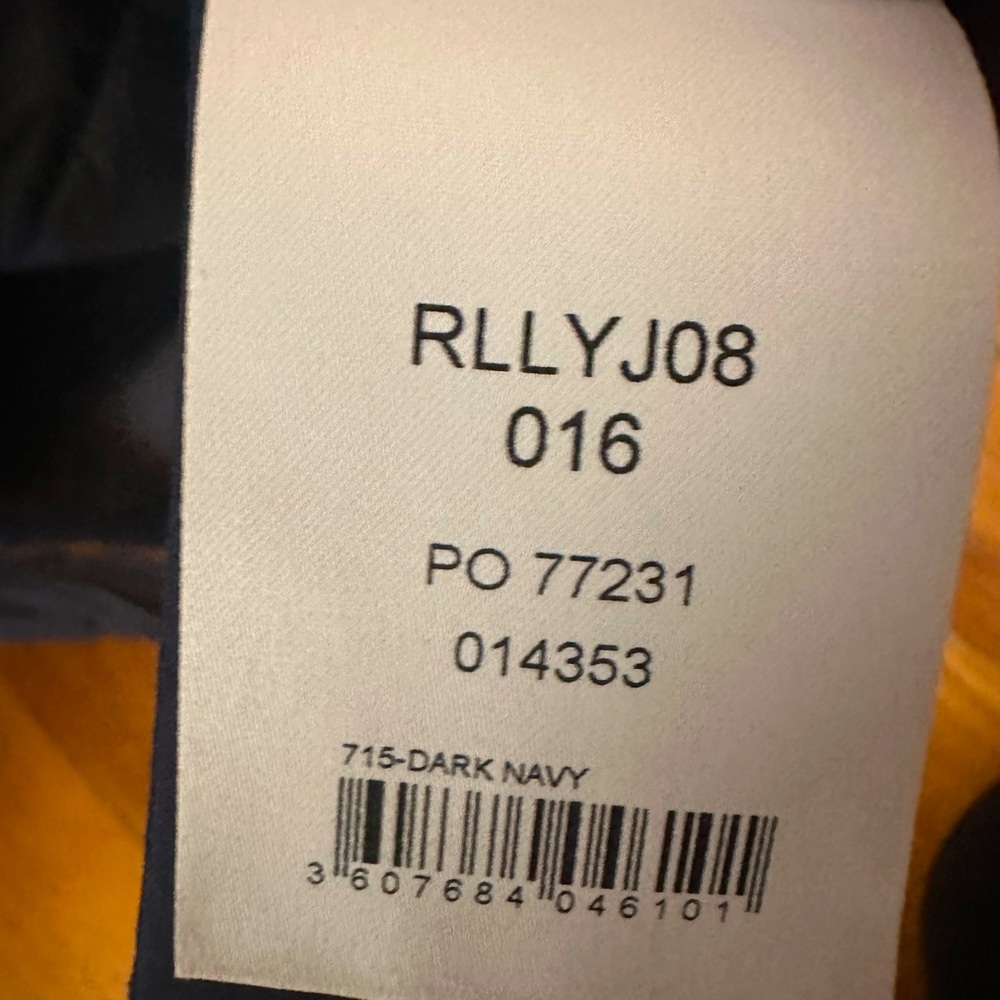 RLLYJ08
016
PO 77231
014353
715-DARK NAVY
3 607684 046101